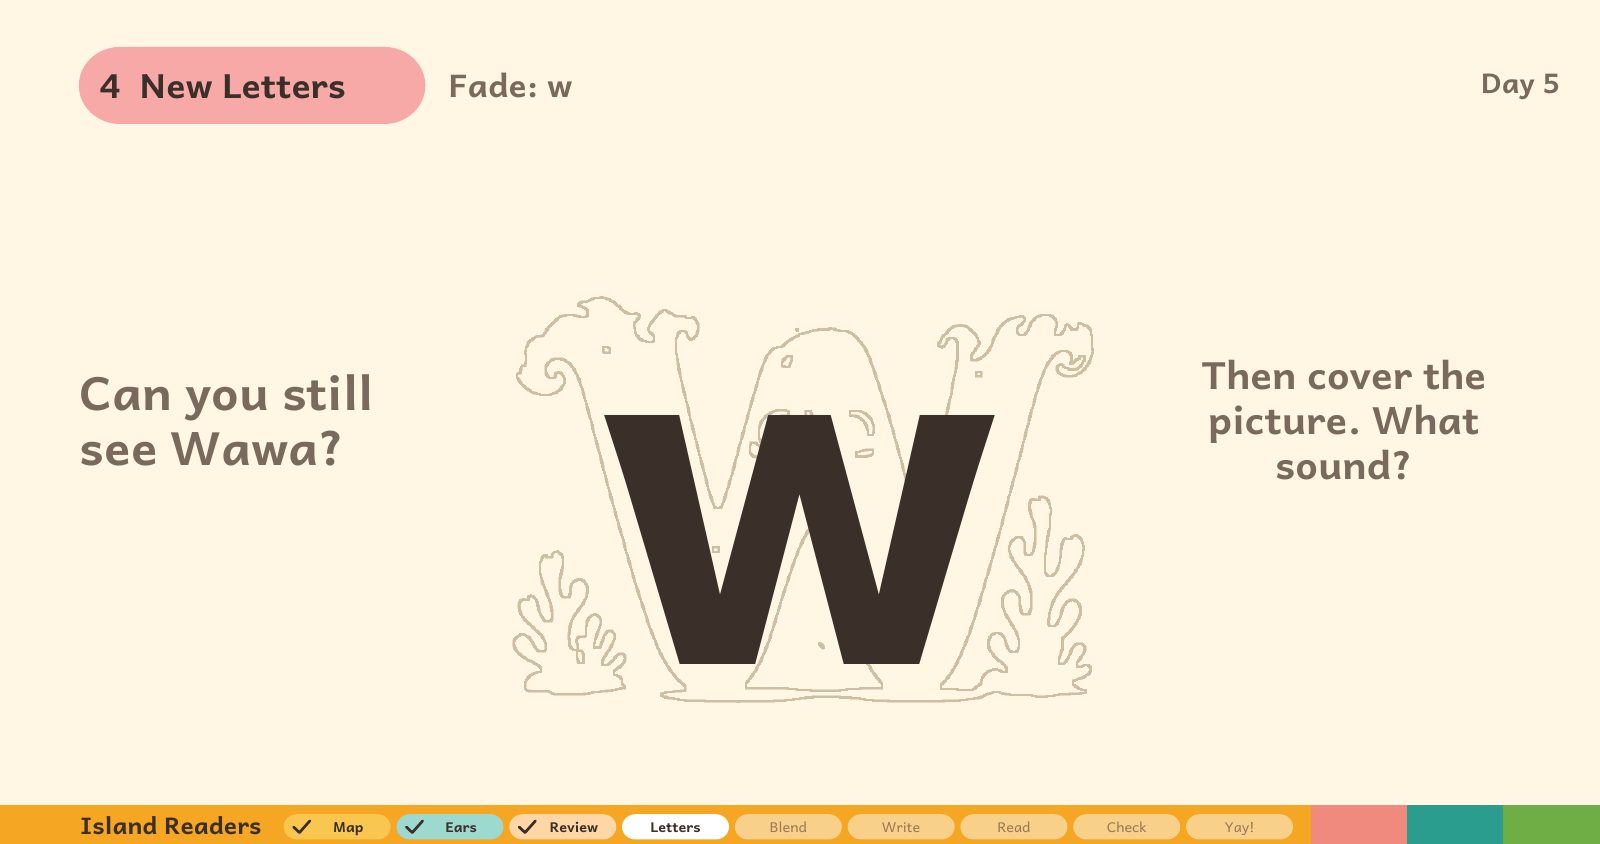 4 New Letters
Fade: w
Day 5
Can you still
see Wawa?
w
Then cover the
picture. What
sound?
Island Readers
Map
Ears
Review
Letters
Blend
Write
Read
Check
Yay!